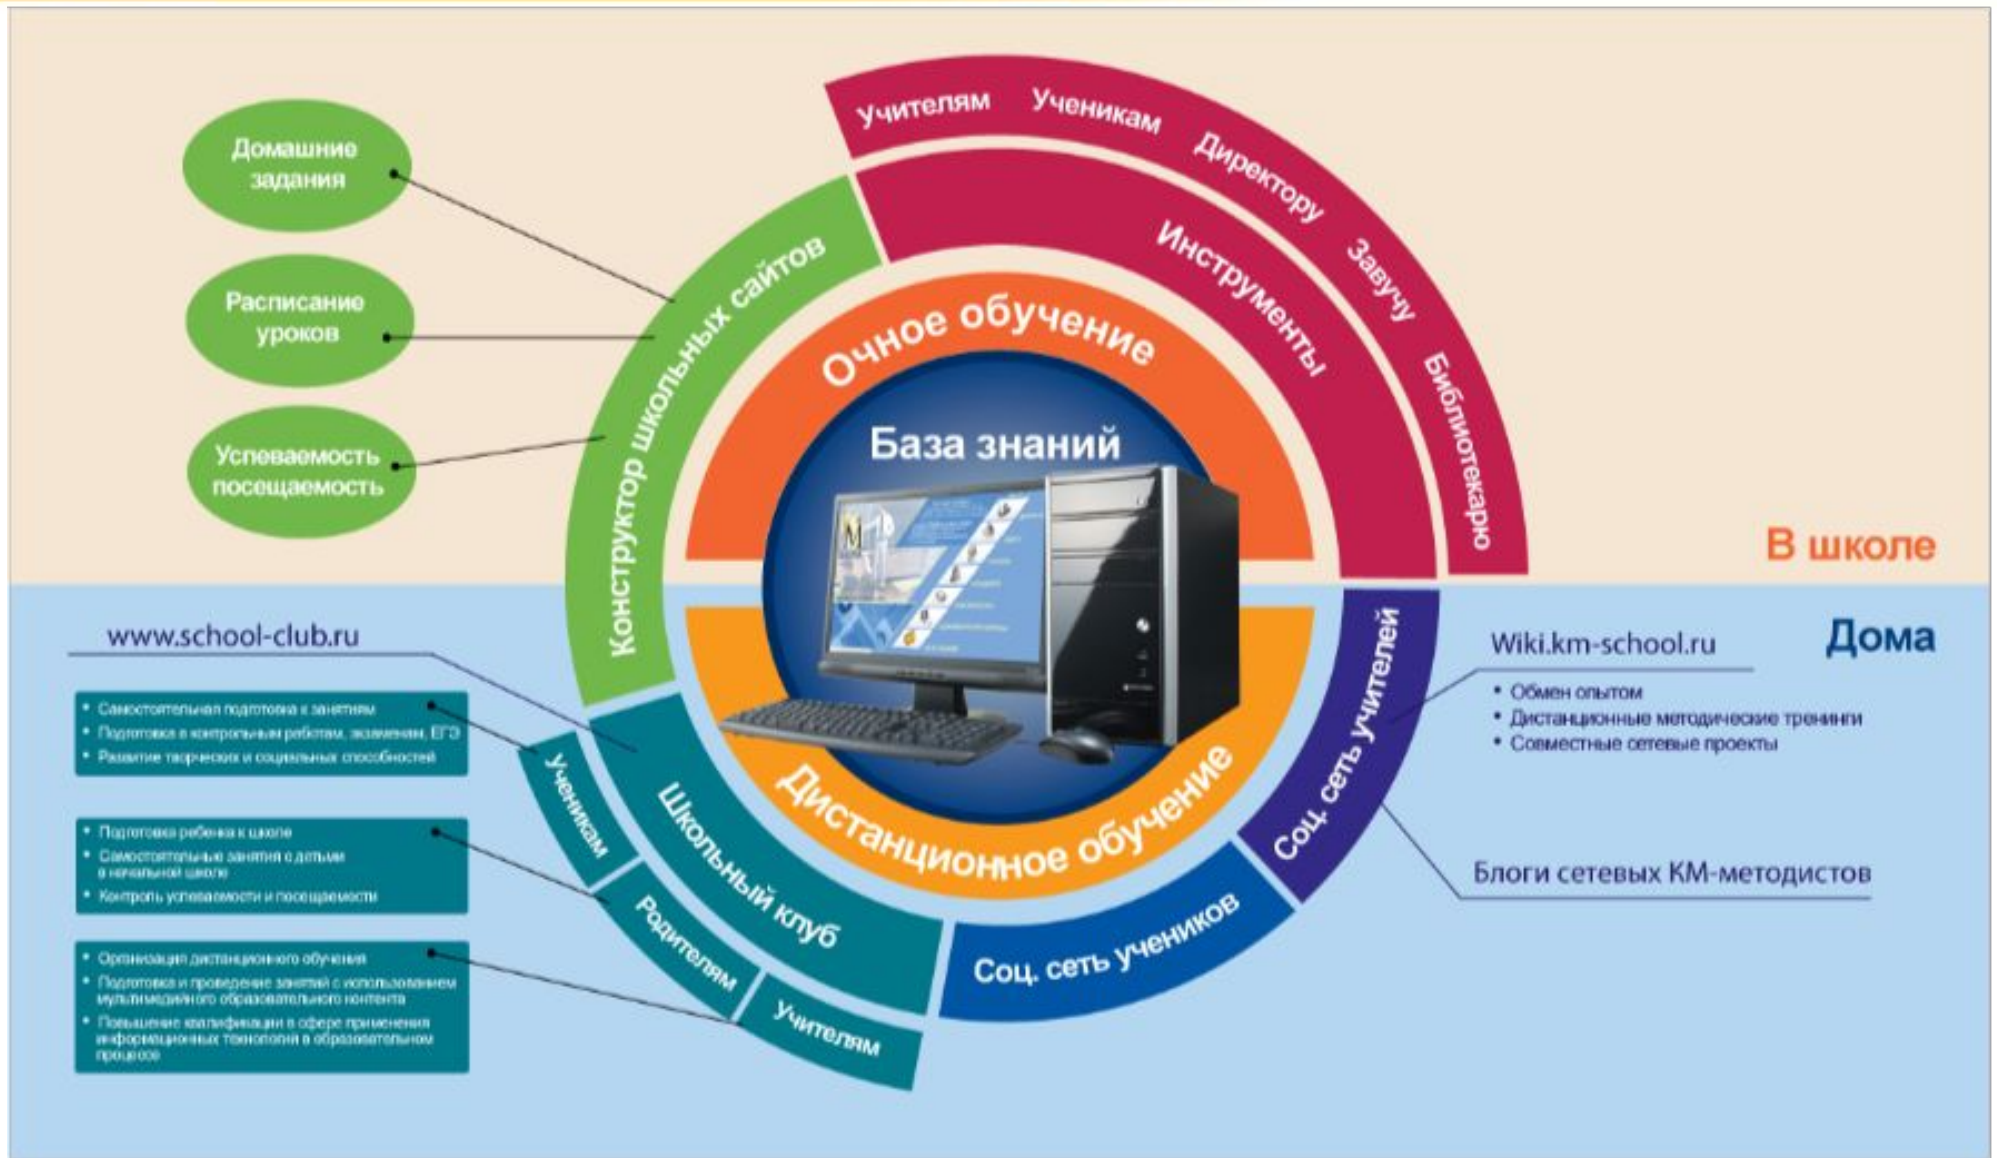 Учителям
Ученикам
Директору
Завучу
Библиотекарю
Инструменты
Домашние
задания
Расписание
уроков
Успеваемость
посещаемость
Конструктор школьных сайтов
Очное обучение
База знаний
В школе
Дома
Дистанционное обучение
www.school-club.ru
• Самостоятельная подготовка к занятиям
• Подготовка к контрольным работам, экзаменам, ЕГЭ
• Развитие творческих и социальных способностей
• Подготовка ребенка к школе
• Самостоятельные занятия с детьми
в начальной школе
• Контроль успеваемости и посещаемости
• Организация дистанционного обучения
• Подготовка и проведение занятий с использованием
мультимедийного образовательного контента
• Повышение квалификации в сфере применения
информационных технологий в образовательном
процессе
Школьный клуб
Ученикам
Родителям
Учителям
Соц. сеть учеников
Соц. сеть учителей
Wiki.km-school.ru
• Обмен опытом
• Дистанционные методические тренинги
• Совместные сетевые проекты
Блоги сетевых КМ-методистов